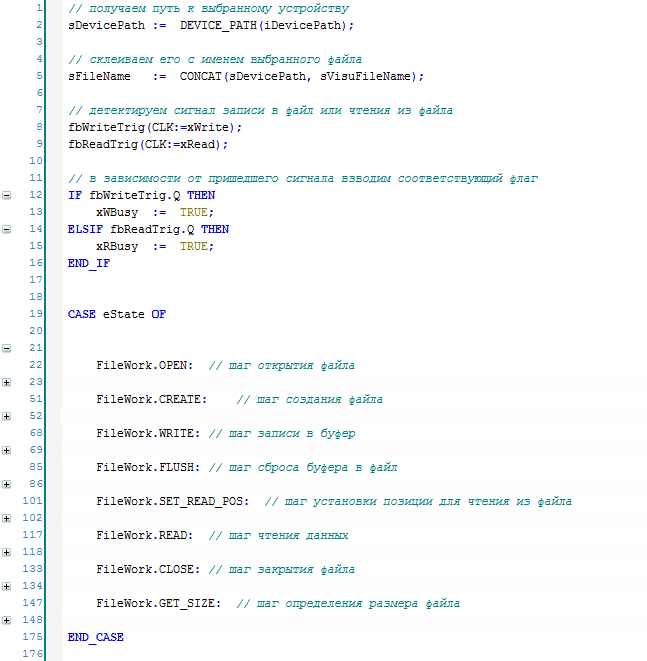 1 // получаем путь к выбранному устройству
2 sDevicePath := DEVICE_PATH(iDevicePath);
3
4 // склеиваем его с именем выбранного файла
5 sFileName := CONCAT(sDevicePath, sVisuFileName);
6
7 // детектируем сигнал записи в файл или чтения из файла
8 fbWriteTrig(CLK:=xWrite);
9 fbReadTrig(CLK:=xRead);
10
11 // в зависимости от пришедшего сигнала взводим соответствующий флаг
12 IF fbWriteTrig.Q THEN
13 xWBusy := TRUE;
14 ELSIF fbReadTrig.Q THEN
15 xRBusy := TRUE;
16 END_IF
17
18
19 CASE eState OF
20
21
22 FileWork.OPEN: // шаг открытия файла
23
51 FileWork.CREATE: // шаг создания файла
52
68 FileWork.WRITE: // шаг записи в буфер
69
85 FileWork.FLUSH: // шаг сброса буфера в файл
86
101 FileWork.SET_READ_POS: // шаг установки позиции для чтения из файла
102
117 FileWork.READ: // шаг чтения данных
118
133 FileWork.CLOSE: // шаг закрытия файла
134
147 FileWork.GET_SIZE: // шаг определения размера файла
148
175 END_CASE
176